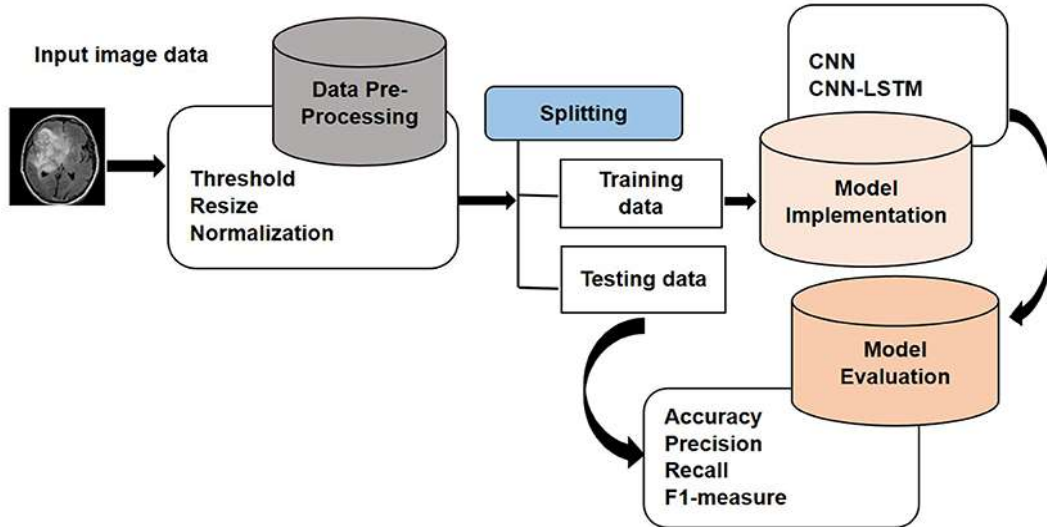 Input image data
Data Pre-
Processing
Threshold
Resize
Normalization
Splitting
Training
data
Testing data
CNN
CNN-LSTM
Model
Implementation
Model
Evaluation
Accuracy
Precision
Recall
F1-measure